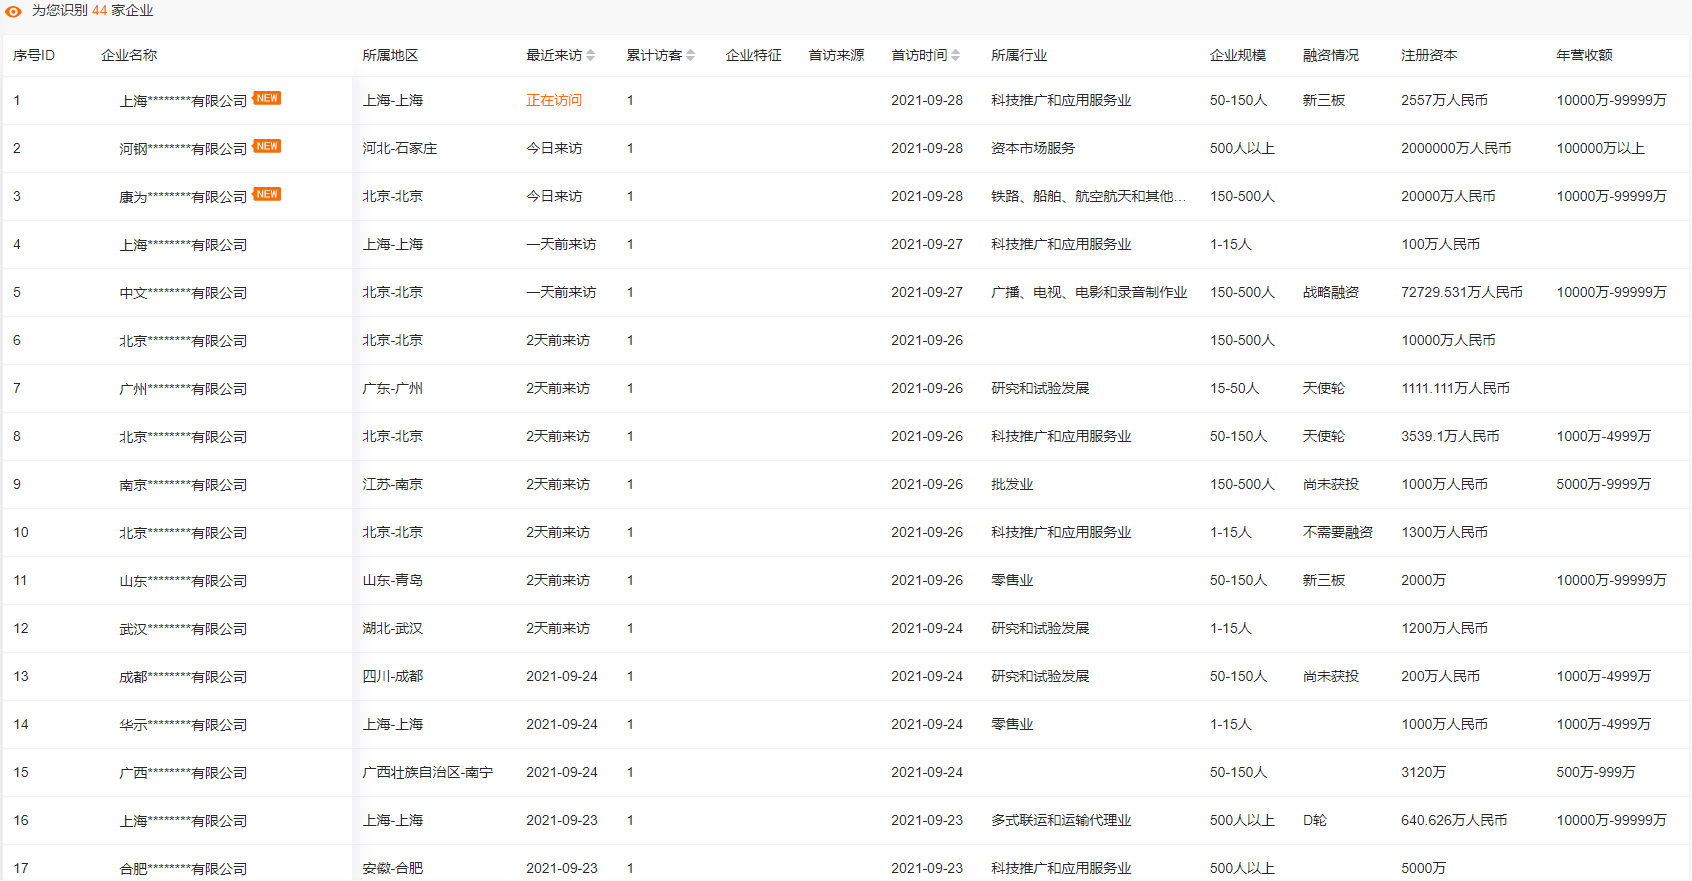 为您识别 44 家企业
序号ID 企业名称 所属地区 最近来访 累计访客 企业特征 首访来源 首访时间 所属行业 企业规模 融资情况 注册资本 年营收额
1 上海********有限公司 NEW 上海-上海 正在访问 1 2021-09-28 科技推广和应用服务业 50-150人 新三板 2557万人民币 10000万-99999万
2 河钢********有限公司 NEW 河北-石家庄 今日来访 1 2021-09-28 资本市场服务 500人以上 2000000万人民币 100000万以上
3 康为********有限公司 NEW 北京-北京 今日来访 1 2021-09-28 铁路、船舶、航空航天和其他... 150-500人 20000万人民币 10000万-99999万
4 上海********有限公司 上海-上海 一天前来访 1 2021-09-27 科技推广和应用服务业 1-15人 100万人民币
5 中文********有限公司 北京-北京 一天前来访 1 2021-09-27 广播、电视、电影和录音制作业 150-500人 战略融资 72729.531万人民币 10000万-99999万
6 北京********有限公司 北京-北京 2天前来访 1 2021-09-26 150-500人 10000万人民币
7 广州********有限公司 广东-广州 2天前来访 1 2021-09-26 研究和试验发展 15-50人 天使轮 1111.111万人民币
8 北京********有限公司 北京-北京 2天前来访 1 2021-09-26 科技推广和应用服务业 50-150人 天使轮 3539.1万人民币 1000万-4999万
9 南京********有限公司 江苏-南京 2天前来访 1 2021-09-26 批发业 150-500人 尚未获投 1000万人民币 5000万-9999万
10 北京********有限公司 北京-北京 2天前来访 1 2021-09-26 科技推广和应用服务业 1-15人 不需要融资 1300万人民币
11 山东********有限公司 山东-青岛 2天前来访 1 2021-09-26 零售业 50-150人 新三板 2000万 10000万-99999万
12 武汉********有限公司 湖北-武汉 2天前来访 1 2021-09-24 研究和试验发展 1-15人 1200万人民币
13 成都********有限公司 四川-成都 2021-09-24 1 2021-09-24 研究和试验发展 50-150人 尚未获投 200万人民币 1000万-4999万
14 华示********有限公司 上海-上海 2021-09-24 1 2021-09-24 零售业 1-15人 1000万人民币 1000万-4999万
15 广西********有限公司 广西壮族自治区-南宁 2021-09-24 1 2021-09-24 50-150人 3120万 500万-999万
16 上海********有限公司 上海-上海 2021-09-23 1 2021-09-23 多式联运和运输代理业 500人以上 D轮 640.626万人民币 10000万-99999万
17 合肥********有限公司 安徽-合肥 2021-09-23 1 2021-09-23 科技推广和应用服务业 500人以上 5000万